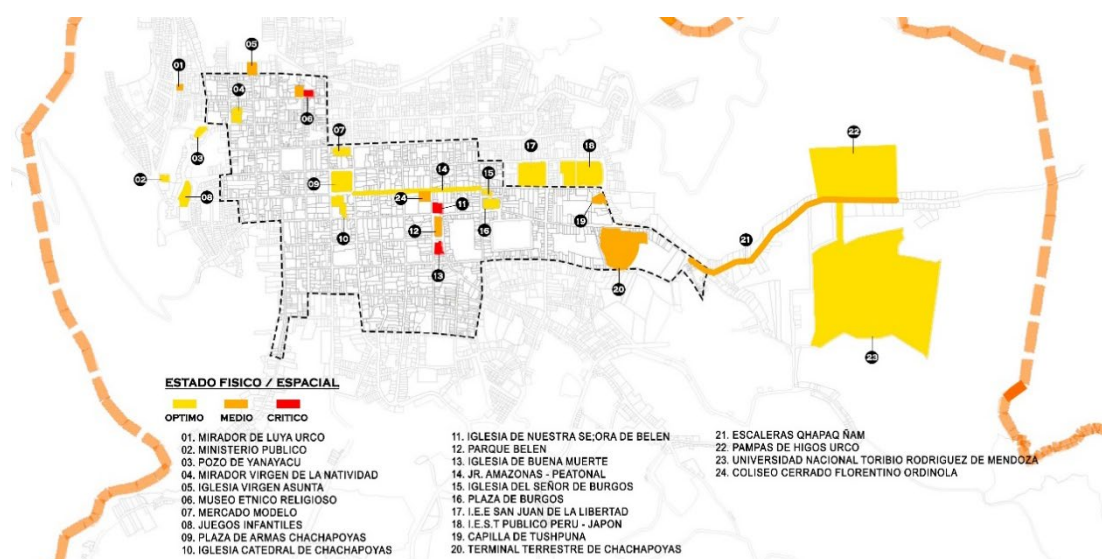 05
01
04
06
07
17
18
22
03
14
15
02
09
08
24
11
19
12
16
21
10
13
20
23
ESTADO FISICO / ESPACIAL
OPTIMO MEDIO CRITICO
01. MIRADOR DE LUYA URCO
02. MINISTERIO PUBLICO
03. POZO DE YANAYACU
04. MIRADOR VIRGEN DE LA NATIVIDAD
05. IGLESIA VIRGEN ASUNTA
06. MUSEO ETNICO RELIGIOSO
07. MERCADO MODELO
08. JUEGOS INFANTILES
09. PLAZA DE ARMAS CHACHAPOYAS
10. IGLESIA CATEDRAL DE CHACHAPOYAS
11. IGLESIA DE NUESTRA SE;ORA DE BELEN
12. PARQUE BELEN
13. IGLESIA DE BUENA MUERTE
14. JR. AMAZONAS - PEATONAL
15. IGLESIA DEL SEÑOR DE BURGOS
16. PLAZA DE BURGOS
17. I.E.E SAN JUAN DE LA LIBERTAD
18. I.E.S.T PUBLICO PERU - JAPON
19. CAPILLA DE TUSHPUNA
20. TERMINAL TERRESTRE DE CHACHAPOYAS
21. ESCALERAS QHAPAQ ÑAM
22. PAMPAS DE HIGOS URCO
23. UNIVERSIDAD NACIONAL TORIBIO RODRIGUEZ DE MENDOZA
24. COLISEO CERRADO FLORENTINO ORDINOLA